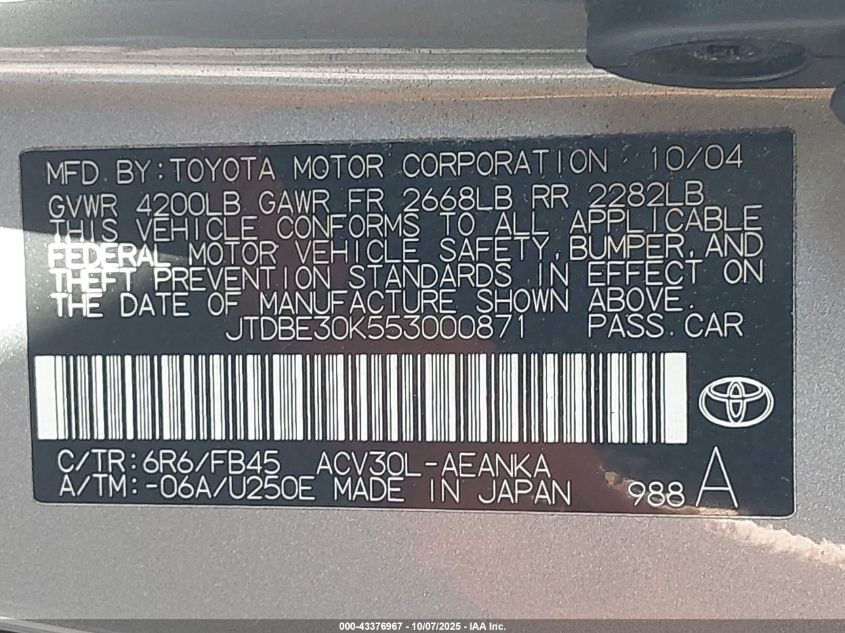 MFD. BY: TOYOTA MOTOR CORPORATION 10/04
GVWR 4200LB GAWR FR 2668LB RR 2282LB
THIS VEHICLE CONFORMS TO ALL APPLICABLE
FEDERAL MOTOR VEHICLE SAFETY, BUMPER, AND
THEFT PREVENTION STANDARDS IN EFFECT ON
THE DATE OF MANUFACTURE SHOWN ABOVE.
JTDBE30K553000871 PASS. CAR
C/TR: 6R6/FB45 ACV30L-AEANKA
A/TM: -06A/U250E MADE IN JAPAN 988 A
000-43376967 - 10/07/2025 - IAA Inc.